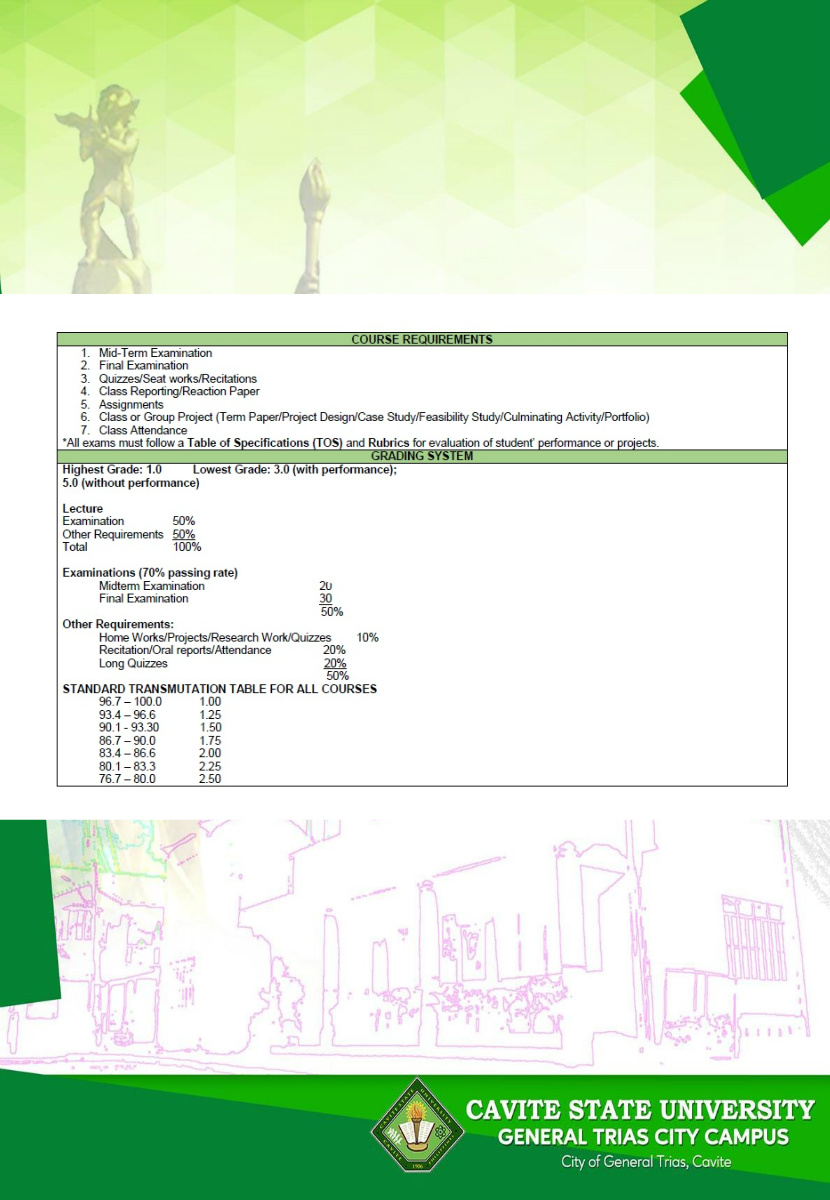 COURSE REQUIREMENTS
1. Mid-Term Examination
2. Final Examination
3. Quizzes/Seat works/Recitations
4. Class Reporting/Reaction Paper
5. Assignments
6. Class or Group Project (Term Paper/Project Design/Case Study/Feasibility Study/Culminating Activity/Portfolio)
7. Class Attendance
*All exams must follow a Table of Specifications (TOS) and Rubrics for evaluation of student' performance or projects.
GRADING SYSTEM
Highest Grade: 1.0 Lowest Grade: 3.0 (with performance);
5.0 (without performance)
Lecture
Examination 50%
Other Requirements 50%
Total 100%
Examinations (70% passing rate)
Midterm Examination 20
Final Examination 30
50%
Other Requirements:
Home Works/Projects/Research Work/Quizzes 10%
Recitation/Oral reports/Attendance 20%
Long Quizzes 20%
50%
STANDARD TRANSMUTATION TABLE FOR ALL COURSES
96.7 – 100.0 1.00
93.4 – 96.6 1.25
90.1 - 93.30 1.50
86.7 – 90.0 1.75
83.4 – 86.6 2.00
80.1 – 83.3 2.25
76.7 – 80.0 2.50
CAVITE STATE UNIVERSITY
GENERAL TRIAS CITY CAMPUS
City of General Trias, Cavite
CAVITE STATE UNIVERSITY
1906